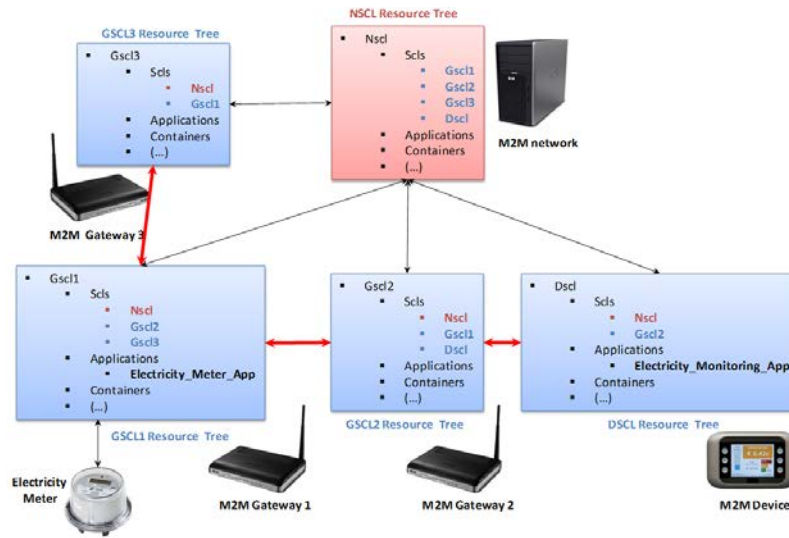 NSCL Resource Tree
GSCL3 Resource Tree
Gscl3
Scls
Nscl
Gscl1
Applications
Containers
(...)
Nscl
Scls
Gscl1
Gscl2
Gscl3
Dscl
Applications
Containers
(...)
M2M network
M2M Gateway 3
Gscl1
Scls
Nscl
Gscl2
Gscl3
Applications
Electricity_Meter_App
Containers
(...)
GSCL1 Resource Tree
Gscl2
Scls
Nscl
Gscl1
Dscl
Applications
Containers
(...)
GSCL2 Resource Tree
Dscl
Scls
Nscl
Gscl2
Applications
Electricity_Monitoring_App
Containers
(...)
DSCL Resource Tree
Electricity
Meter
M2M Gateway 1
M2M Gateway 2
M2M Device